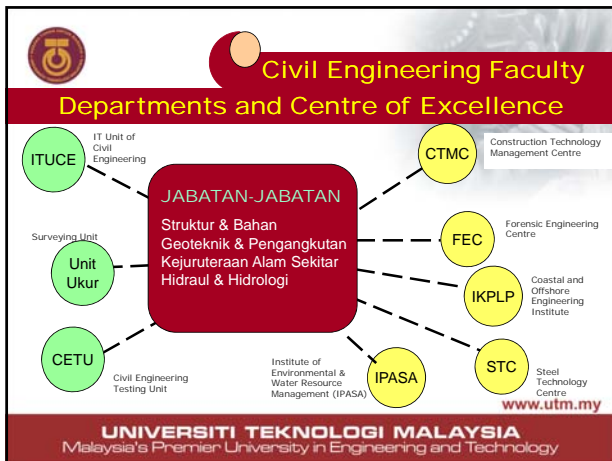 Civil Engineering Faculty
Departments and Centre of Excellence
ITUCE
IT Unit of
Civil
Engineering
CTMC
Construction Technology
Management Centre
JABATAN-JABATAN
Struktur & Bahan
Geoteknik & Pengangkutan
Kejuruteraan Alam Sekitar
Hidraul & Hidrologi
Surveying Unit
Unit
Ukur
FEC
Forensic Engineering
Centre
IKPLP
Coastal and
Offshore
Engineering
Institute
CETU
Civil Engineering
Testing Unit
Institute of
Environmental &
Water Resource
Management (IPASA)
IPASA
STC
Steel
Technology
Centre
www.utm.my
UNIVERSITI TEKNOLOGI MALAYSIA
Malaysia's Premier University in Engineering and Technology